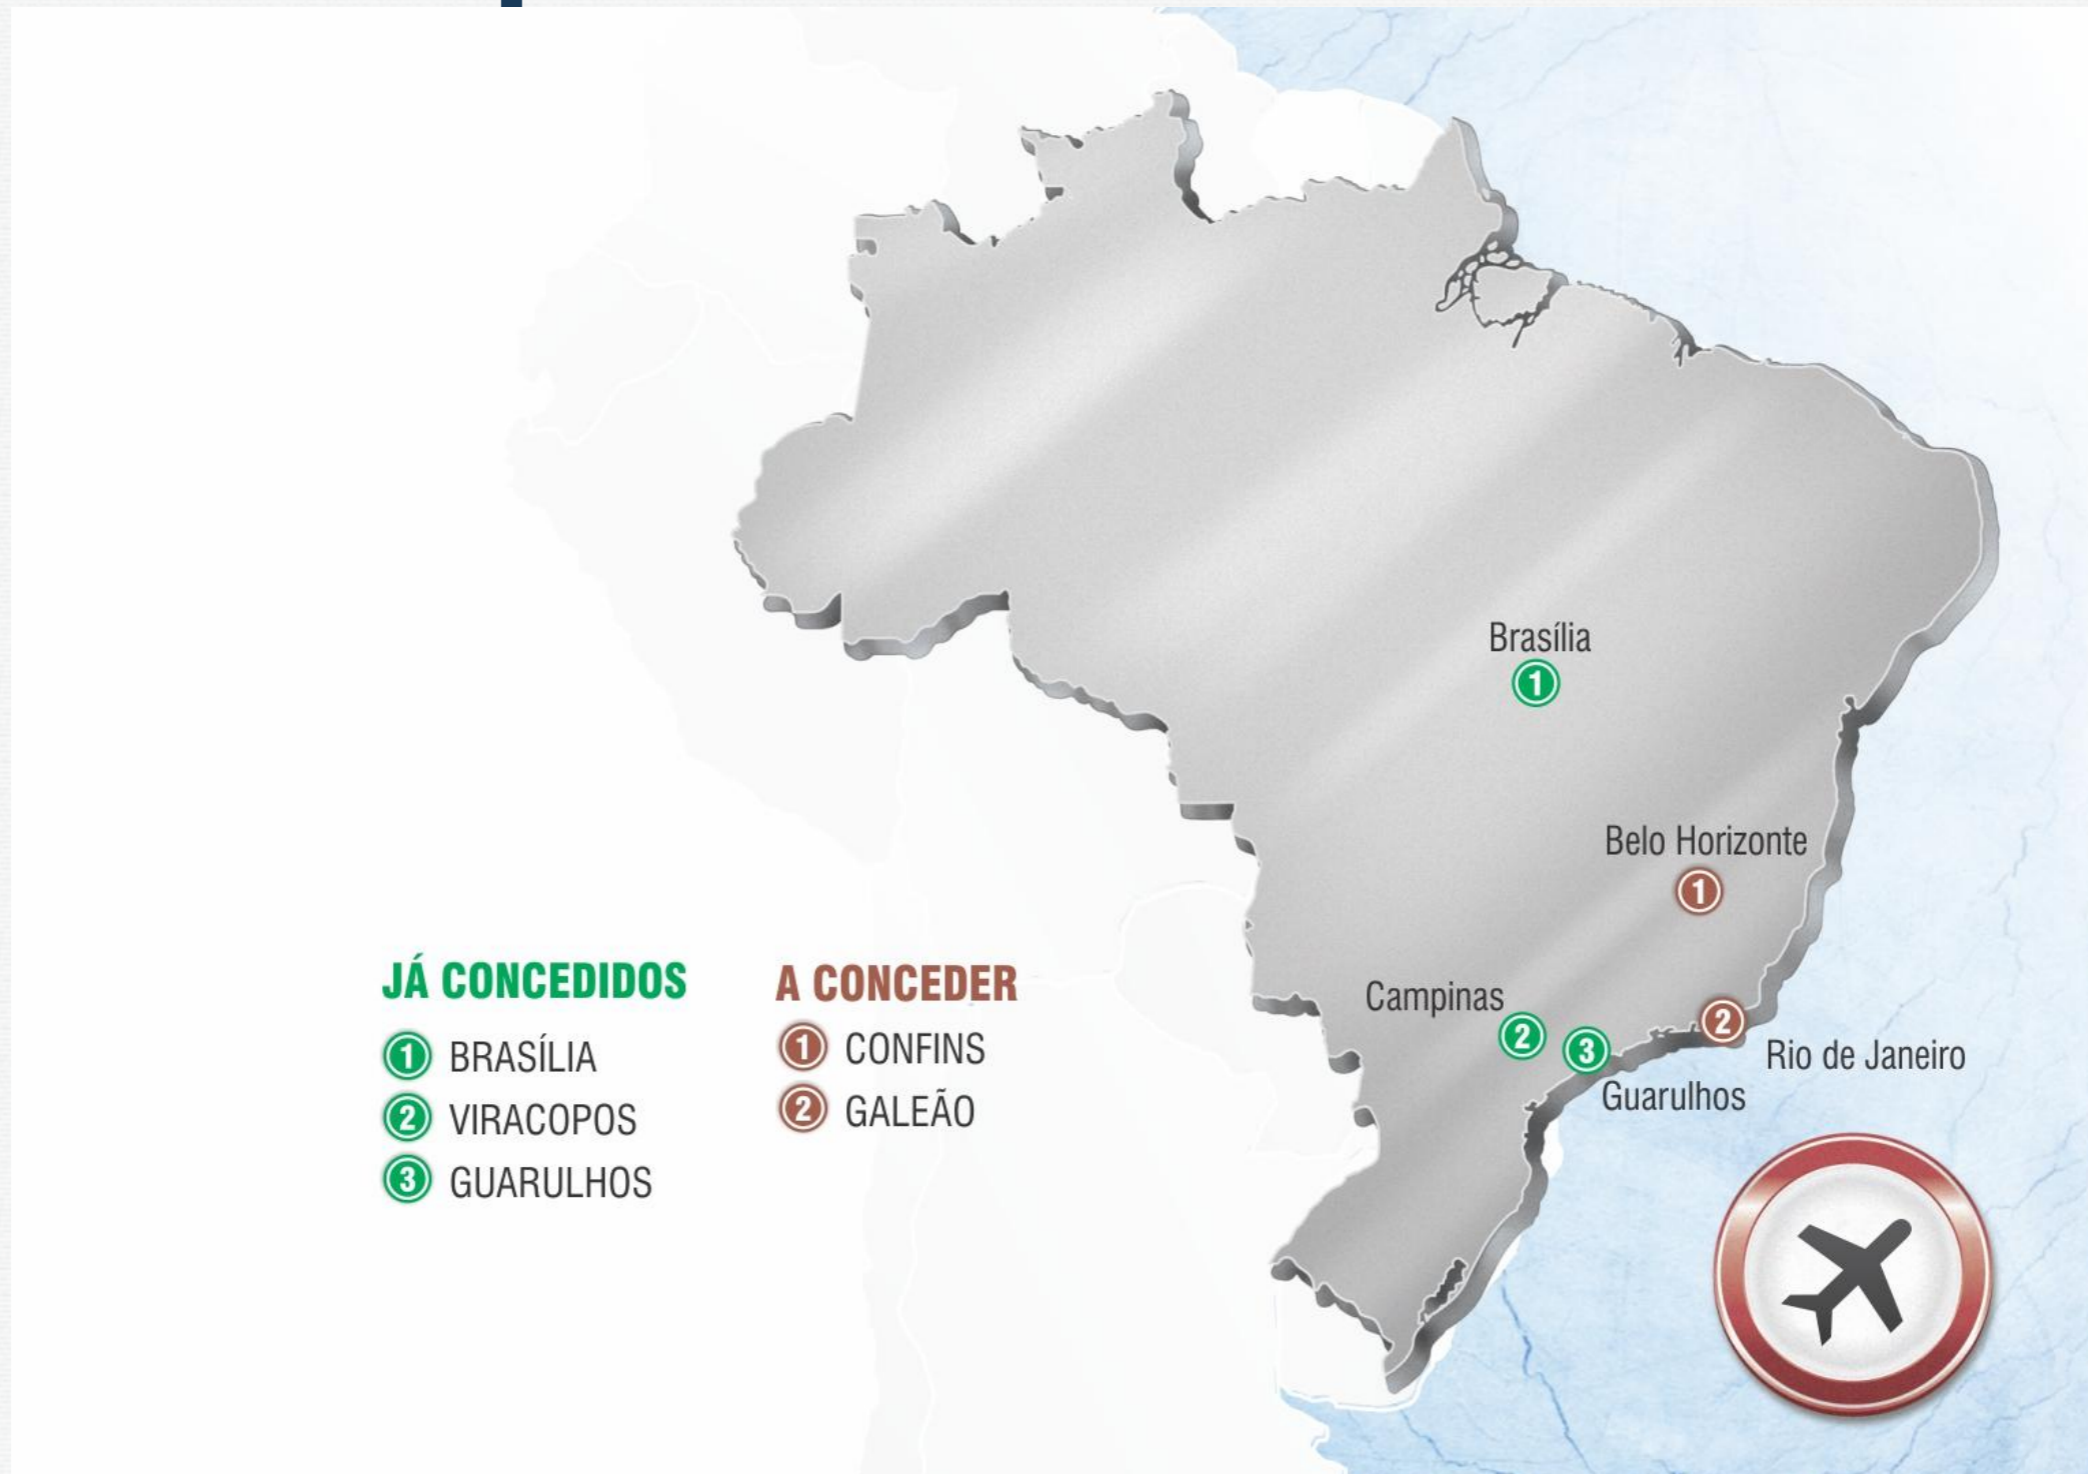 Brasília
1
Belo Horizonte
1
Campinas
2
3
2
Rio de Janeiro
Guarulhos
JÁ CONCEDIDOS
1 BRASÍLIA
2 VIRACOPOS
3 GUARULHOS
A CONCEDER
1 CONFINS
2 GALEÃO